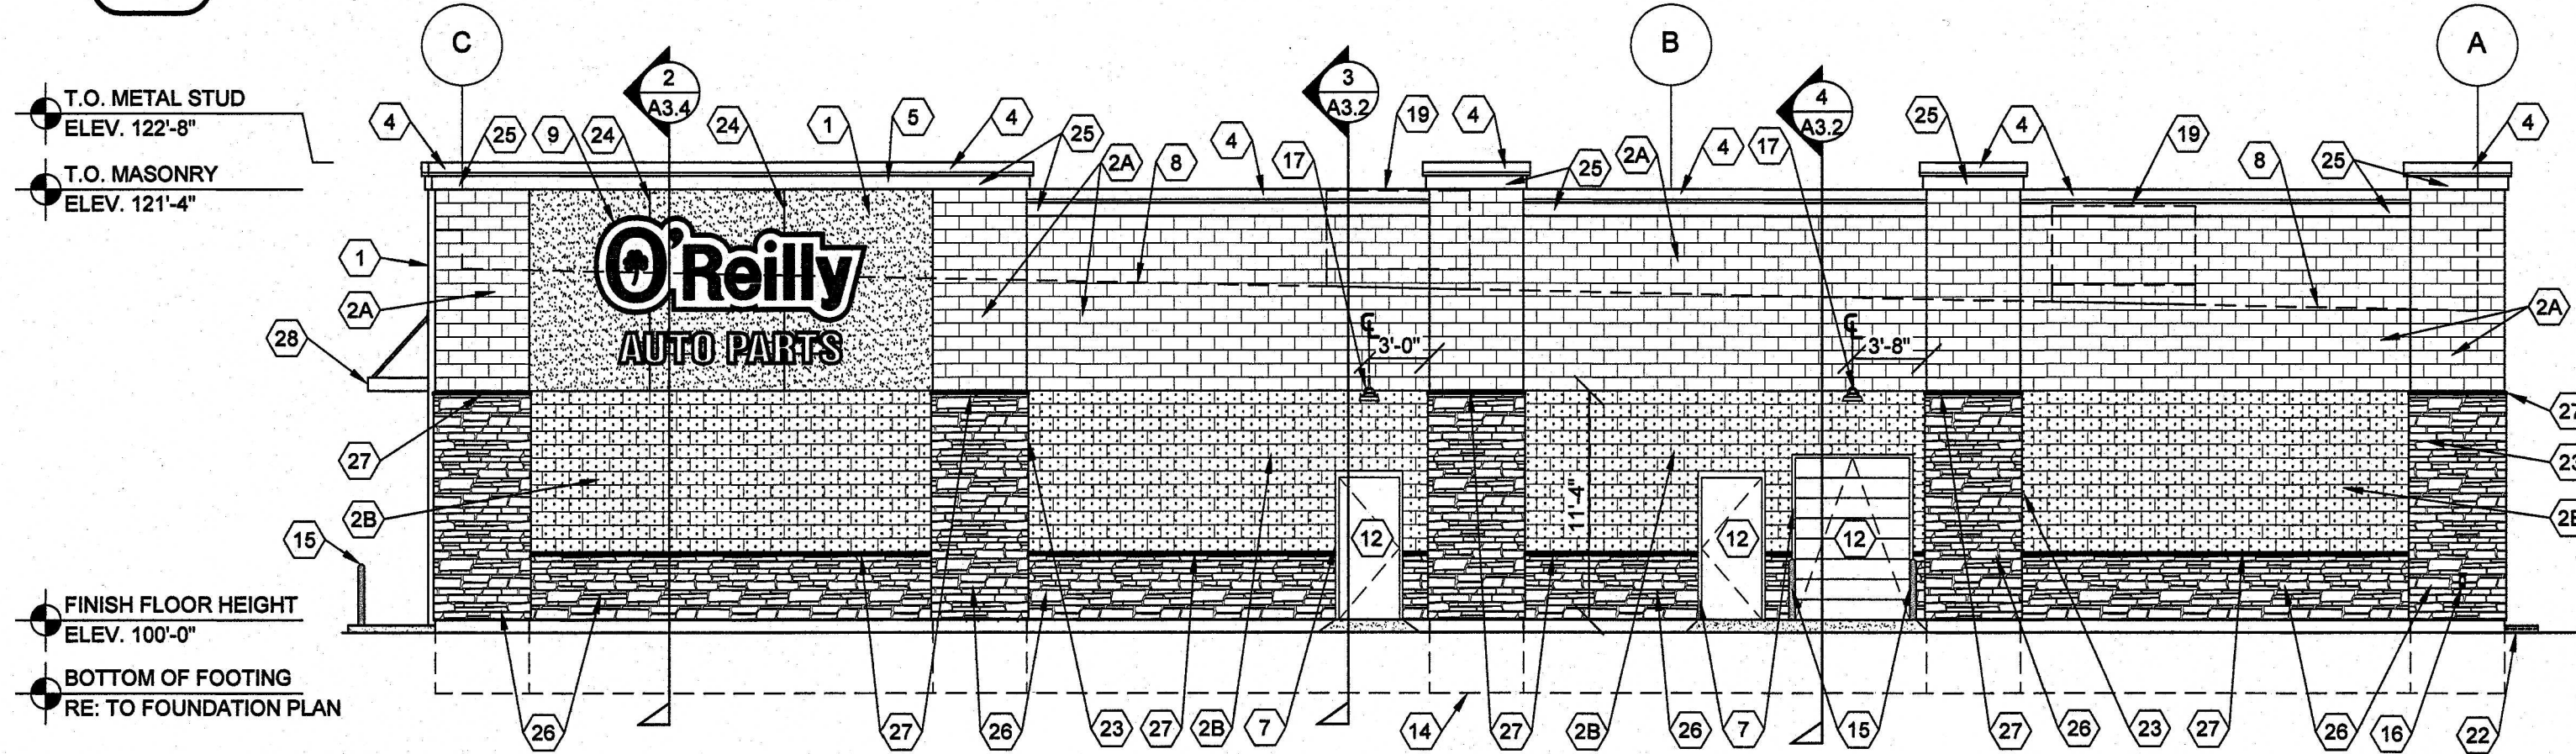 C
B
A
2
A3.4
3
A3.2
4
A3.2
T.O. METAL STUD
ELEV. 122'-8"
T.O. MASONRY
ELEV. 121'-4"
4
25
9
24
24
1
5
4
25
2A
8
4
17
19
4
25
2A
4
17
25
4
19
8
25
4
1
2A
28
O'Reilly
AUTO PARTS
℄
3'-0"
℄
3'-8"
2A
27
23
2B
27
2B
15
11'-4"
12
12
12
FINISH FLOOR HEIGHT
ELEV. 100'-0"
BOTTOM OF FOOTING
RE: TO FOUNDATION PLAN
26
27
26
23
27
2B
7
14
27
2B
26
7
15
27
26
23
27
26
16
22